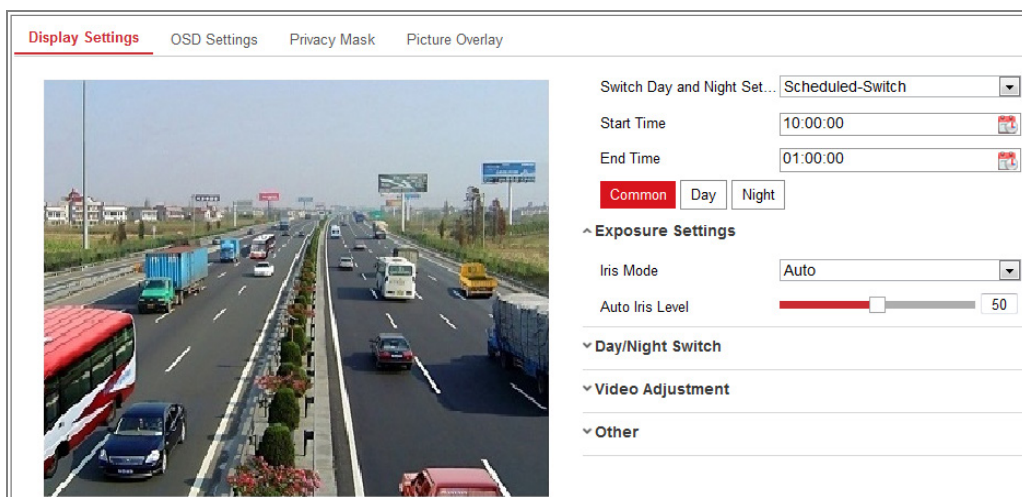 Display Settings OSD Settings Privacy Mask Picture Overlay
Switch Day and Night Set... Scheduled-Switch
Start Time 10:00:00
End Time 01:00:00
Common Day Night
Exposure Settings
Iris Mode Auto
Auto Iris Level 50
Day/Night Switch
Video Adjustment
Other